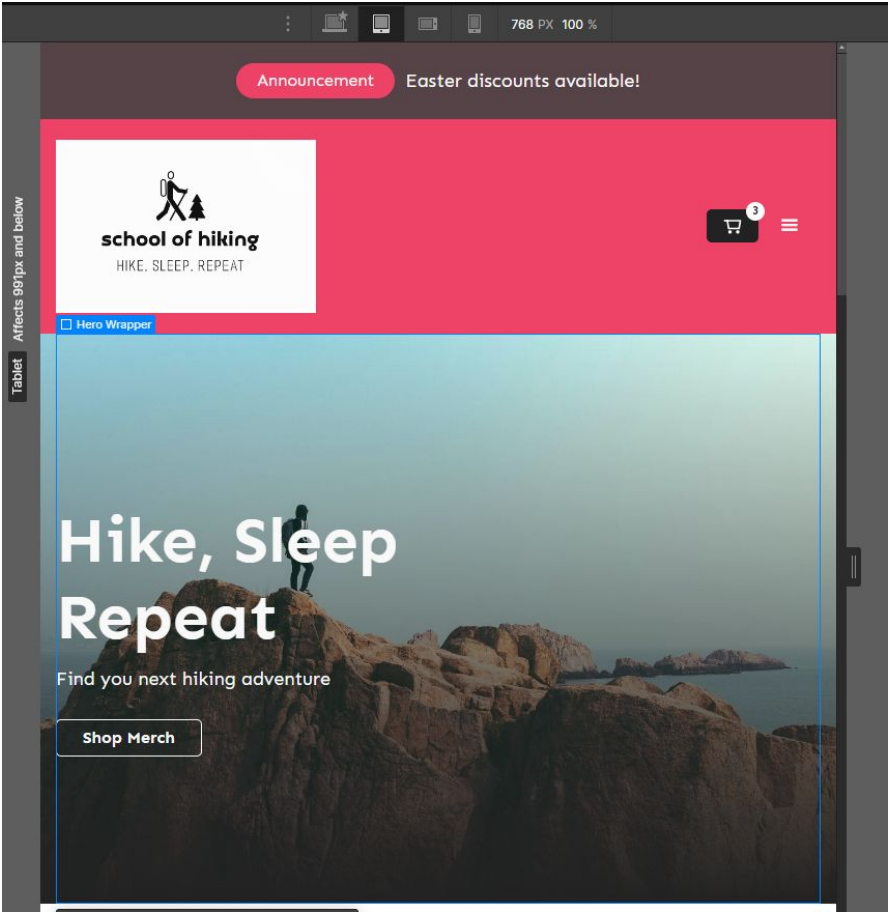 768 PX 100 %
Announcement Easter discounts available!
Affects 991px and below
Tablet
school of hiking
HIKE. SLEEP. REPEAT
3
Hero Wrapper
Hike, Sleep
Repeat
Find you next hiking adventure
Shop Merch